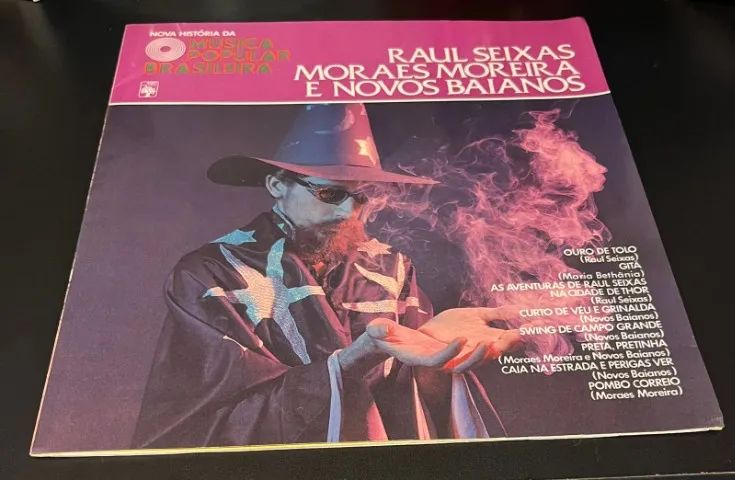 NOVA HISTÓRIA DA
MÚSICA
POPULAR
BRASILEIRA
RAUL SEIXAS
MORAES MOREIRA
E NOVOS BAIANOS
OURO DE TOLO
(Raul Seixas)
GITA
(Maria Bethânia)
AS AVENTURAS DE RAUL SEIXAS
NA CIDADE DE THOR
(Raul Seixas)
CURTO DE VÉU E GRINALDA
(Novos Baianos)
SWING DE CAMPO GRANDE
(Novos Baianos)
PRETA, PRETINHA
(Moraes Moreira e Novos Baianos)
CAIA NA ESTRADA E PERIGAS VER
(Novos Baianos)
POMBO CORREIO
(Moraes Moreira)